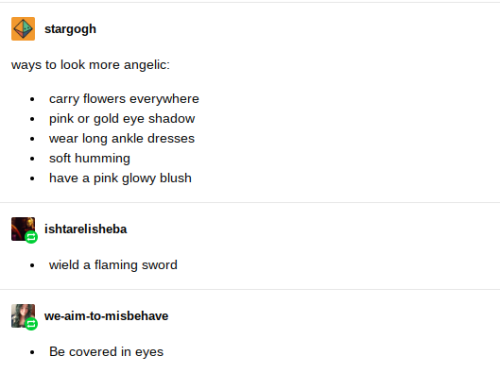 stargogh
ways to look more angelic:
• carry flowers everywhere
• pink or gold eye shadow
• wear long ankle dresses
• soft humming
• have a pink glowy blush
ishtarelisheba
• wield a flaming sword
we-aim-to-misbehave
• Be covered in eyes